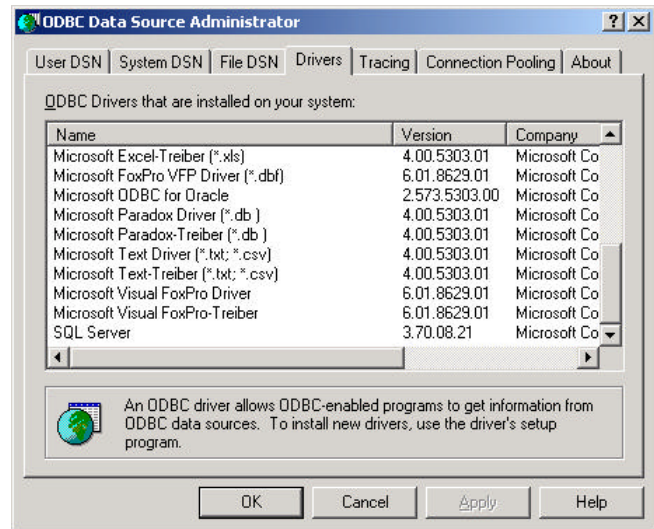 ODBC Data Source Administrator
User DSN System DSN File DSN Drivers Tracing Connection Pooling About
ODBC Drivers that are installed on your system:
Name Version Company
Microsoft Excel-Treiber (*.xls) 4.00.5303.01 Microsoft Co
Microsoft FoxPro VFP Driver (*.dbf) 6.01.8629.01 Microsoft Co
Microsoft ODBC for Oracle 2.573.5303.00 Microsoft Co
Microsoft Paradox Driver (*.db ) 4.00.5303.01 Microsoft Co
Microsoft Paradox-Treiber (*.db ) 4.00.5303.01 Microsoft Co
Microsoft Text Driver (*.txt; *.csv) 4.00.5303.01 Microsoft Co
Microsoft Text-Treiber (*.txt; *.csv) 4.00.5303.01 Microsoft Co
Microsoft Visual FoxPro Driver 6.01.8629.01 Microsoft Co
Microsoft Visual FoxPro-Treiber 6.01.8629.01 Microsoft Co
SQL Server 3.70.08.21 Microsoft Co
An ODBC driver allows ODBC-enabled programs to get information from
ODBC data sources. To install new drivers, use the driver's setup
program.
OK Cancel Apply Help